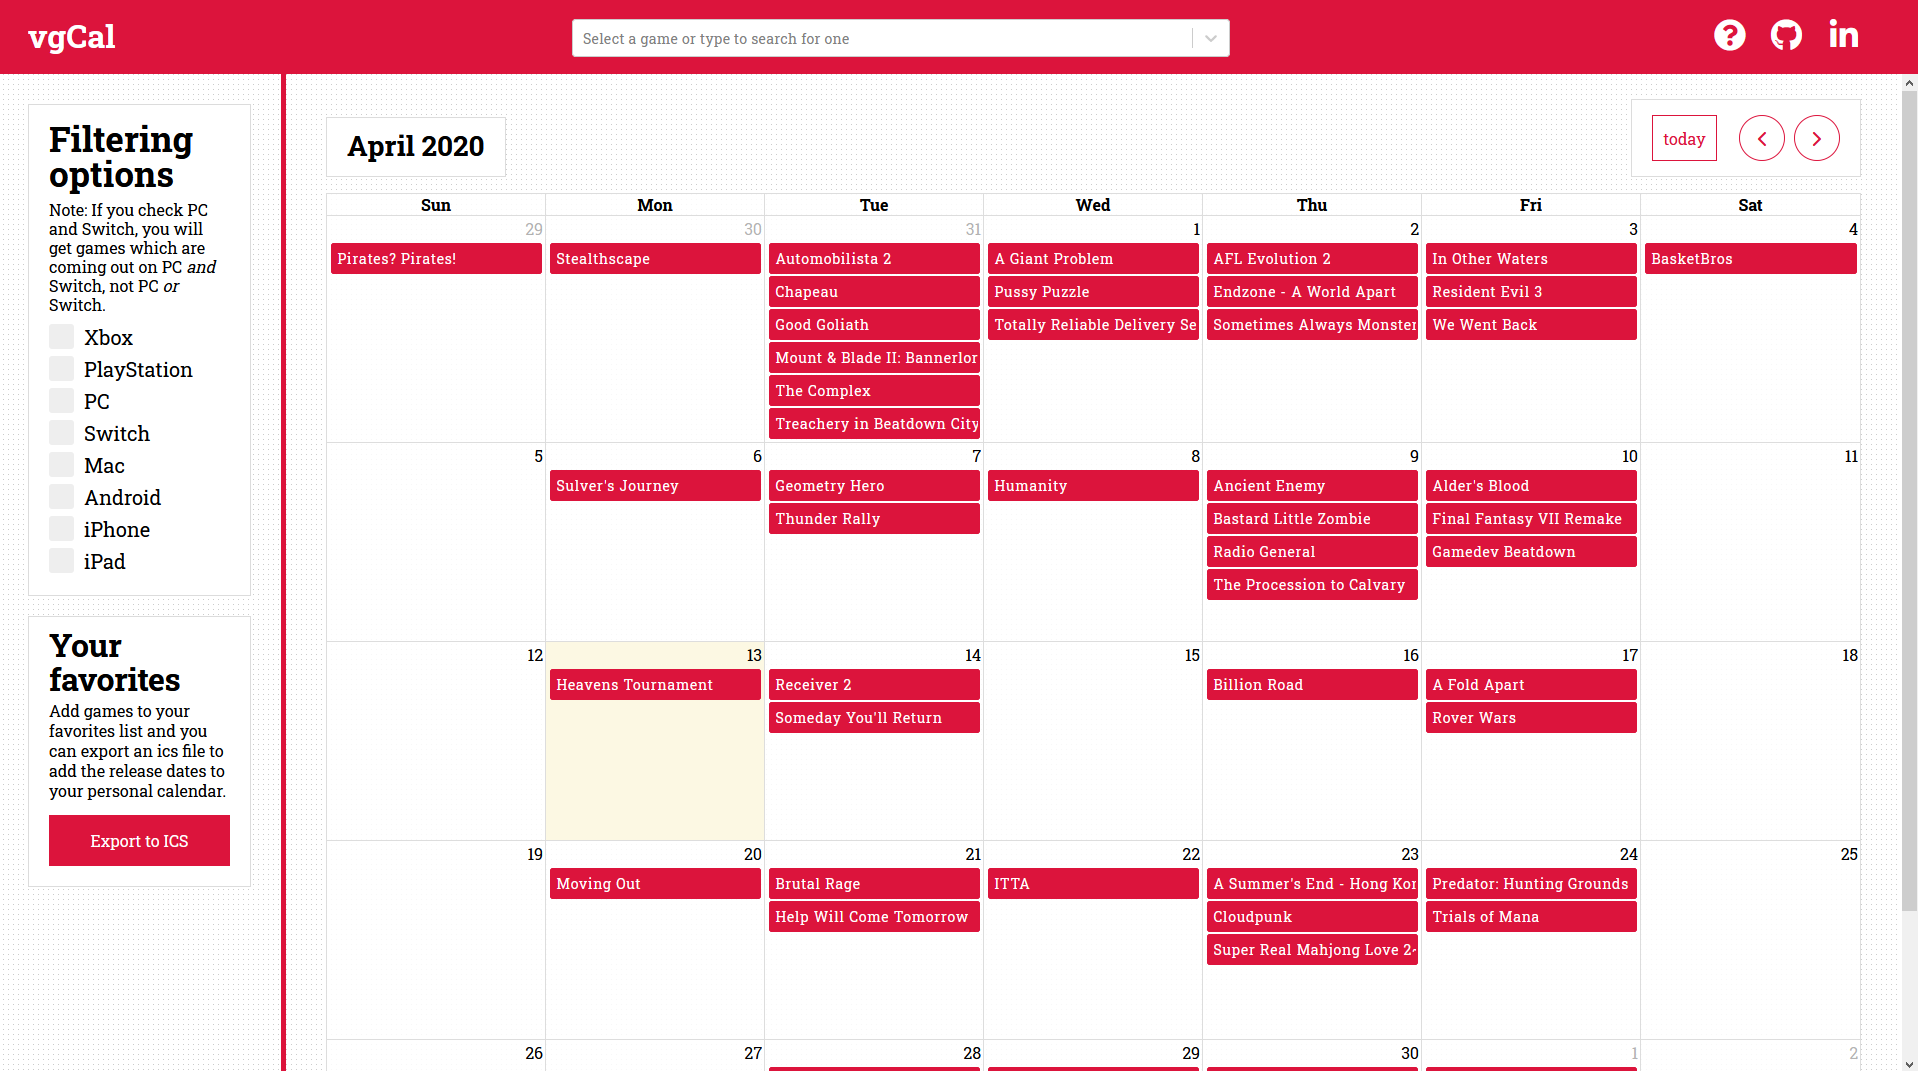 vgCal
Select a game or type to search for one
Filtering
options
Note: If you check PC
and Switch, you will
get games which are
coming out on PC and
Switch, not PC or
Switch.
Xbox
PlayStation
PC
Switch
Mac
Android
iPhone
iPad
Your
favorites
Add games to your
favorites list and you
can export an ics file to
add the release dates to
your personal calendar.
Export to ICS
April 2020
today
Sun Mon Tue Wed Thu Fri Sat
29 30 31 1 2 3 4
Pirates? Pirates! Stealthscape Automobilista 2 A Giant Problem AFL Evolution 2 In Other Waters BasketBros
Chapeau Pussy Puzzle Endzone - A World Apart Resident Evil 3
Good Goliath Totally Reliable Delivery Se Sometimes Always Monster We Went Back
Mount & Blade II: Bannerlor
The Complex
Treachery in Beatdown City
5 6 7 8 9 10 11
Sulver's Journey Geometry Hero Humanity Ancient Enemy Alder's Blood
Thunder Rally Bastard Little Zombie Final Fantasy VII Remake
Radio General Gamedev Beatdown
The Procession to Calvary
12 13 14 15 16 17 18
Heavens Tournament Receiver 2 Billion Road A Fold Apart
Someday You'll Return Rover Wars
19 20 21 22 23 24 25
Moving Out Brutal Rage ITTA A Summer's End - Hong Kon Predator: Hunting Grounds
Help Will Come Tomorrow Cloudpunk Trials of Mana
Super Real Mahjong Love 2~
26 27 28 29 30 1 2